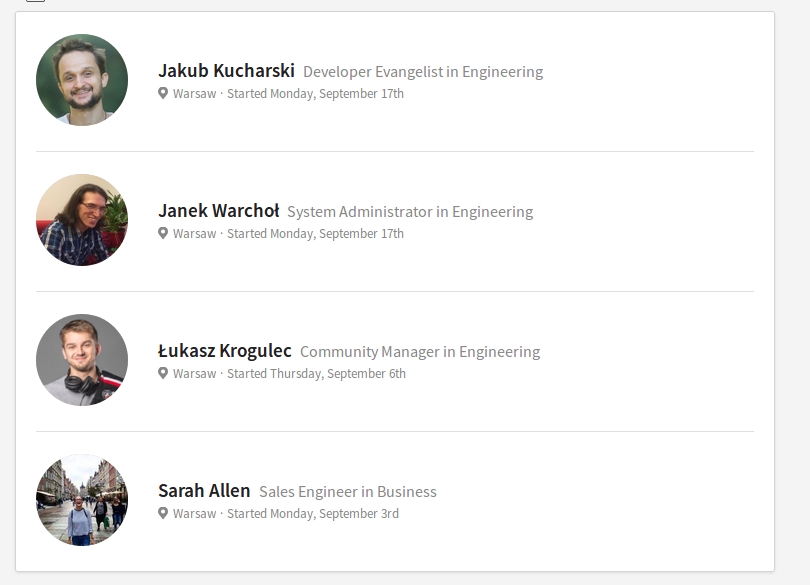 Jakub Kucharski Developer Evangelist in Engineering
Warsaw · Started Monday, September 17th
Janek Warchoł System Administrator in Engineering
Warsaw · Started Monday, September 17th
Łukasz Krogulec Community Manager in Engineering
Warsaw · Started Thursday, September 6th
Sarah Allen Sales Engineer in Business
Warsaw · Started Monday, September 3rd